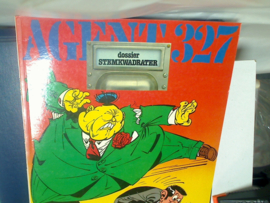 AGENT 327
dossier
STEMKWADRATER